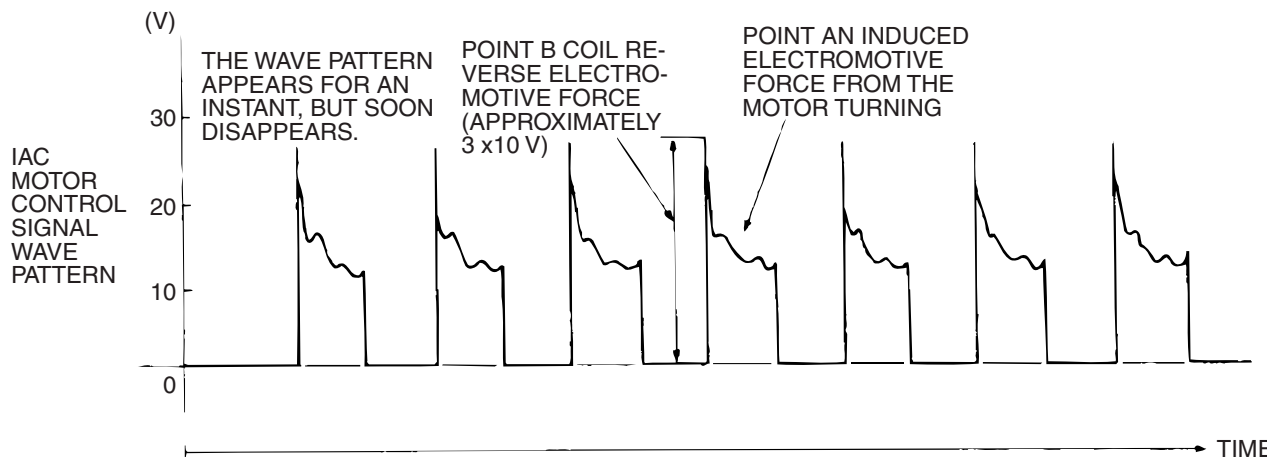 (V)
THE WAVE PATTERN
APPEARS FOR AN
INSTANT, BUT SOON
DISAPPEARS.
POINT B COIL RE-
VERSE ELECTRO-
MOTIVE FORCE
(APPROXIMATELY
3 x10 V)
POINT AN INDUCED
ELECTROMOTIVE
FORCE FROM THE
MOTOR TURNING
IAC
MOTOR
CONTROL
SIGNAL
WAVE
PATTERN
30
20
10
0
TIME